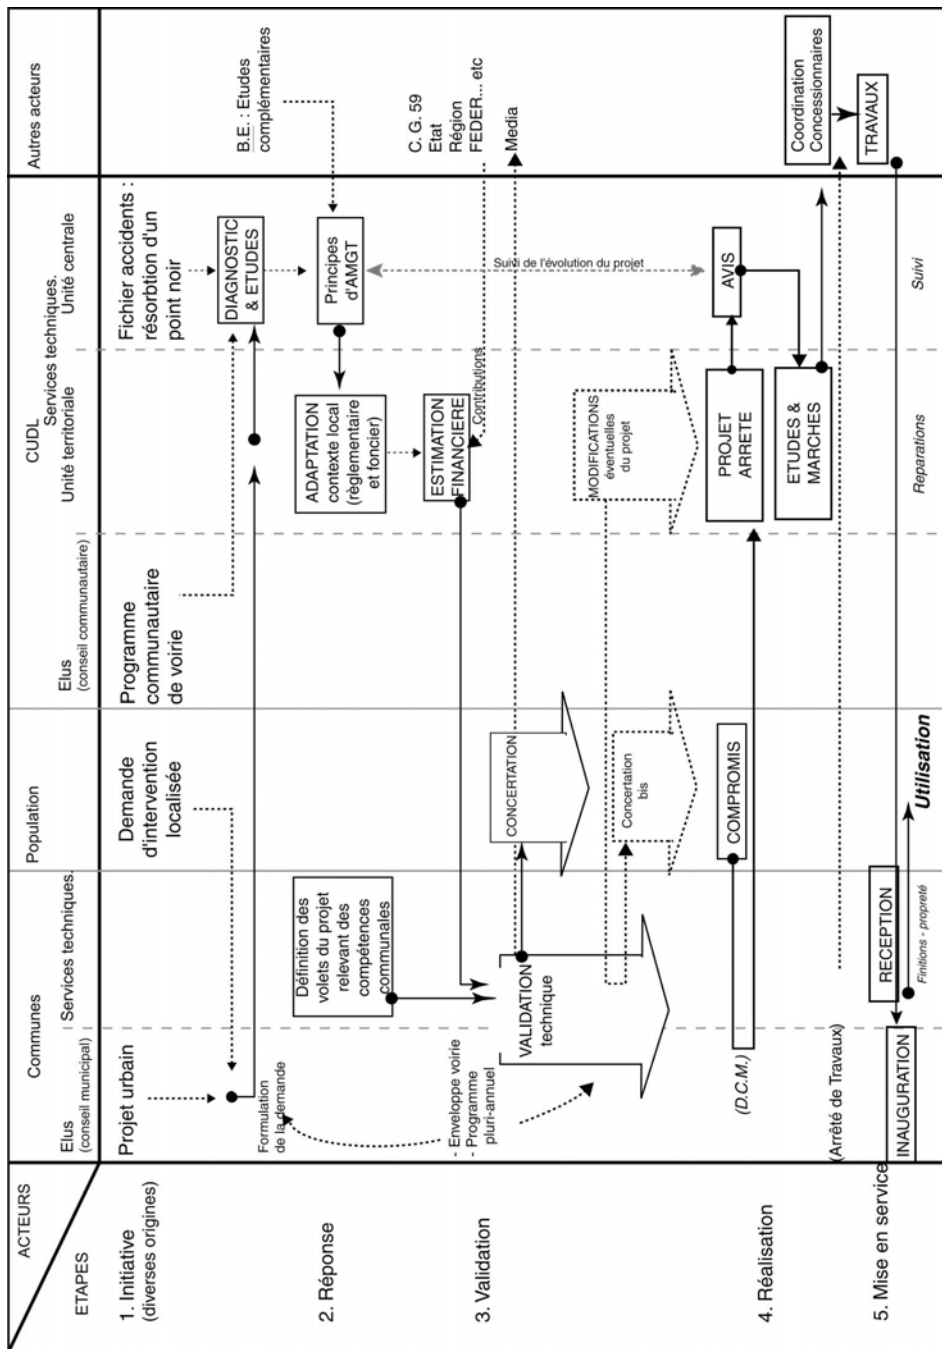 ACTEURS
ETAPES
Communes
Elus
(conseil municipal)
Services techniques.
Population
Elus
(conseil communautaire)
CUDL
Services techniques.
Unité territoriale
Unité centrale
Autres acteurs
1. Initiative
(diverses origines)
Projet urbain
Demande
d'intervention
localisée
Programme
communautaire
de voirie
Fichier accidents :
résorbtion d'un
point noir
DIAGNOSTIC
& ETUDES
B.E. : Etudes
complémentaires
Formulation
de la demande
2. Réponse
Définition des
volets du projet
relevant des
compétences
communales
ADAPTATION
contexte local
(règlementaire
et foncier)
Principes
d'AMGT
- Enveloppe voirie
- Programme
pluri-annuel
ESTIMATION
FINANCIERE
Contributions
C. G. 59
Etat
Région
FEDER... etc
3. Validation
VALIDATION
technique
CONCERTATION
Suivi de l'évolution du projet
Media
MODIFICATIONS
éventuelles
du projet
Concertation
bis
4. Réalisation
(D.C.M.)
COMPROMIS
PROJET
ARRETE
AVIS
ETUDES &
MARCHES
Coordination
Concessionnaires
(Arrêté de Travaux)
TRAVAUX
5. Mise en service
INAUGURATION
RECEPTION
Finitions - propreté
Utilisation
Reparations
Suivi